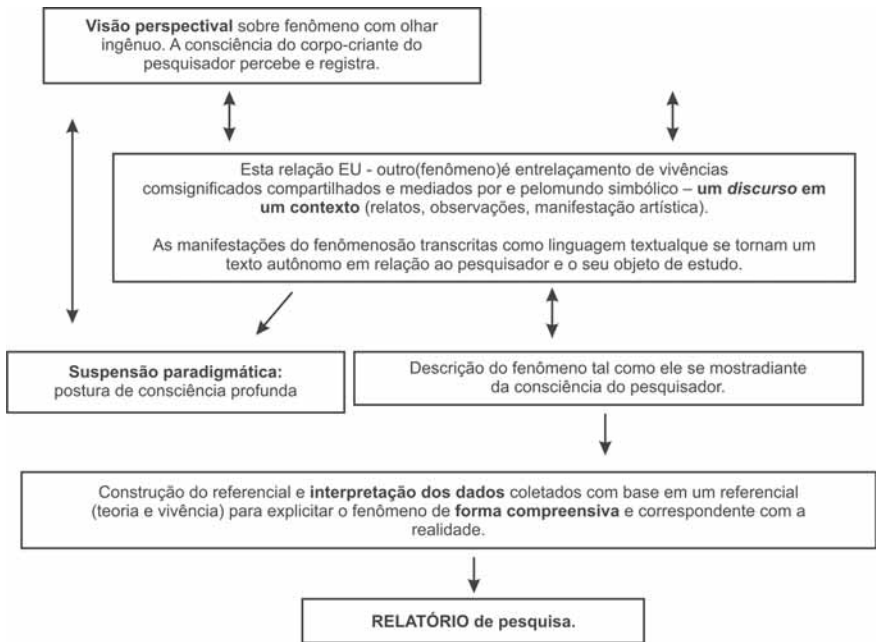 Visão perspectival sobre fenômeno com olhar
ingênuo. A consciência do corpo-criante do
pesquisador percebe e registra.
Esta relação EU - outro(fenômeno)é entrelaçamento de vivências
comsignificados compartilhados e mediados por e pelomundo simbólico – um discurso em
um contexto (relatos, observações, manifestação artística).
As manifestações do fenômenosão transcritas como linguagem textualque se tornam um
texto autônomo em relação ao pesquisador e o seu objeto de estudo.
Suspensão paradigmática:
postura de consciência profunda
Descrição do fenômeno tal como ele se mostradiante
da consciência do pesquisador.
Construção do referencial e interpretação dos dados coletados com base em um referencial
(teoria e vivência) para explicitar o fenômeno de forma compreensiva e correspondente com a
realidade.
RELATÓRIO de pesquisa.